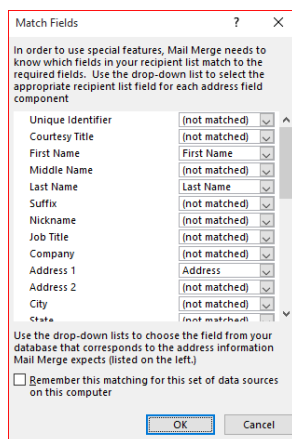 Match Fields ? ×
In order to use special features, Mail Merge needs to
know which fields in your recipient list match to the
required fields. Use the drop-down list to select the
appropriate recipient list field for each address field
component
Unique Identifier (not matched)
Courtesy Title (not matched)
First Name First Name
Middle Name (not matched)
Last Name Last Name
Suffix (not matched)
Nickname (not matched)
Job Title (not matched)
Company (not matched)
Address 1 Address
Address 2 (not matched)
City (not matched)
State (not matched)
Use the drop-down lists to choose the field from your
database that corresponds to the address information
Mail Merge expects (listed on the left.)
Remember this matching for this set of data sources
on this computer
OK Cancel